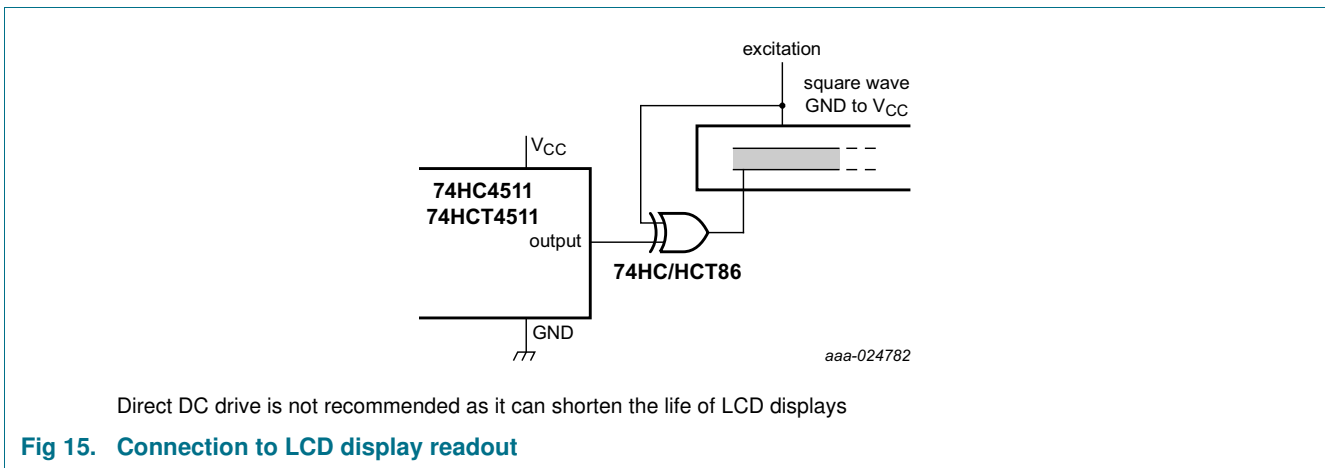 excitation
square wave
GND to VCC
VCC
74HC4511
74HCT4511
output
74HC/HCT86
GND
aaa-024782
Direct DC drive is not recommended as it can shorten the life of LCD displays
Fig 15. Connection to LCD display readout